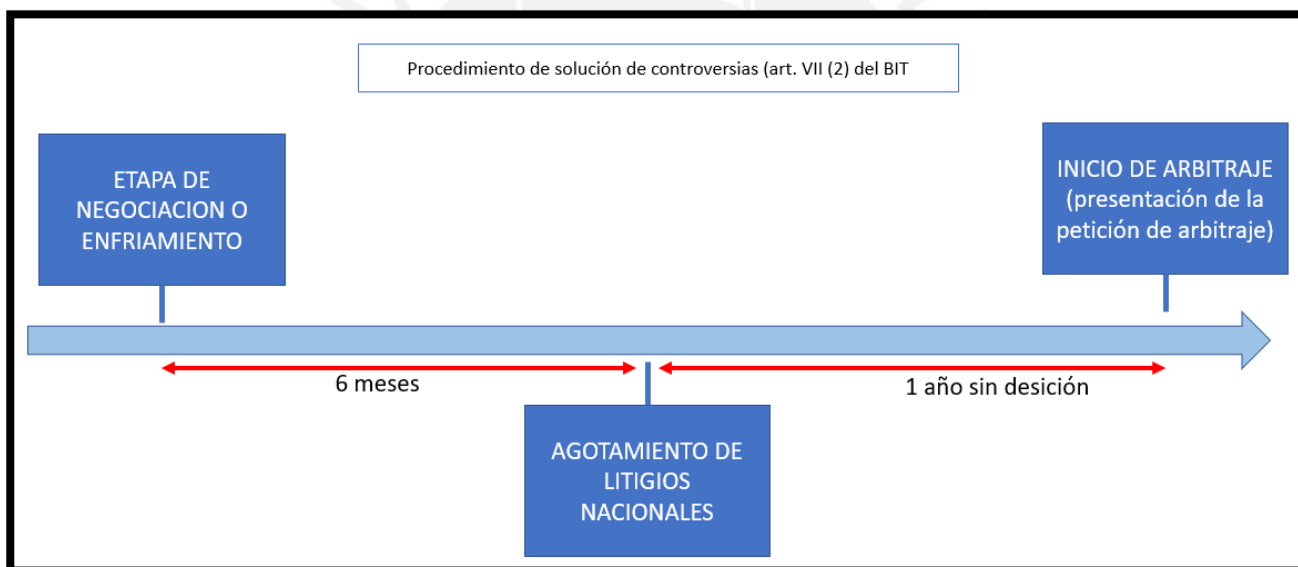 Procedimiento de solución de controversias (art. VII (2) del BIT
ETAPA DE
NEGOCIACION O
ENFRIAMIENTO
INICIO DE ARBITRAJE
(presentación de la
petición de arbitraje)
6 meses
1 año sin desición
AGOTAMIENTO DE
LITIGIOS
NACIONALES